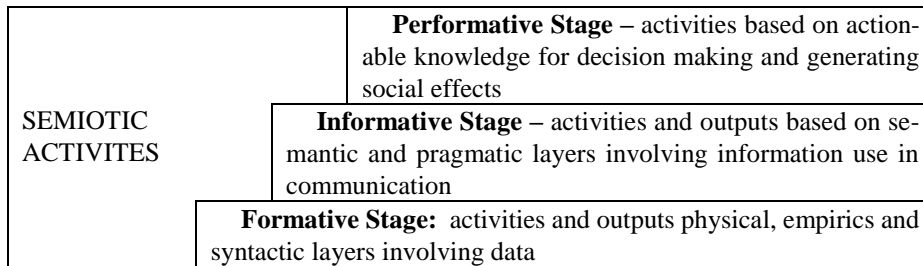 Performative Stage – activities based on action-
able knowledge for decision making and generating
social effects
SEMIOTIC
ACTIVITES
Informative Stage – activities and outputs based on se-
mantic and pragmatic layers involving information use in
communication
Formative Stage: activities and outputs physical, empirics and
syntactic layers involving data